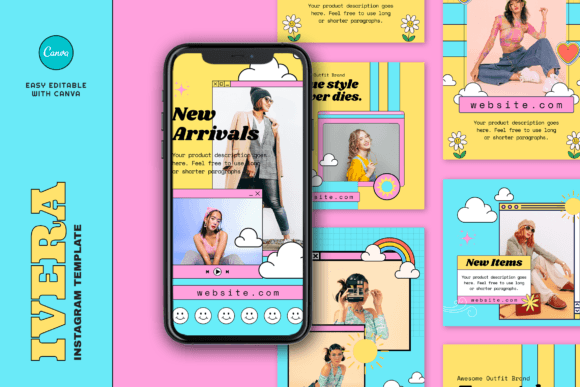 Canva
EASY EDITABLE
WITH CANVA
IVERA
INSTAGRAM TEMPLATE
New
Arrivals
Your product description goes
here. Feel free to use long
or shorter paragraphs.
website.com
Your product description goes
here. Feel free to use long
or shorter paragraphs.
Outfit Brand
ue style
ver dies.
website.com
website.com
Your product description goes
here. Feel free to use long
or shorter paragraphs.
New Items
Your product description goes
here. Feel free to use long
or shorter paragraphs.
website.com
Awesome Outfit Brand